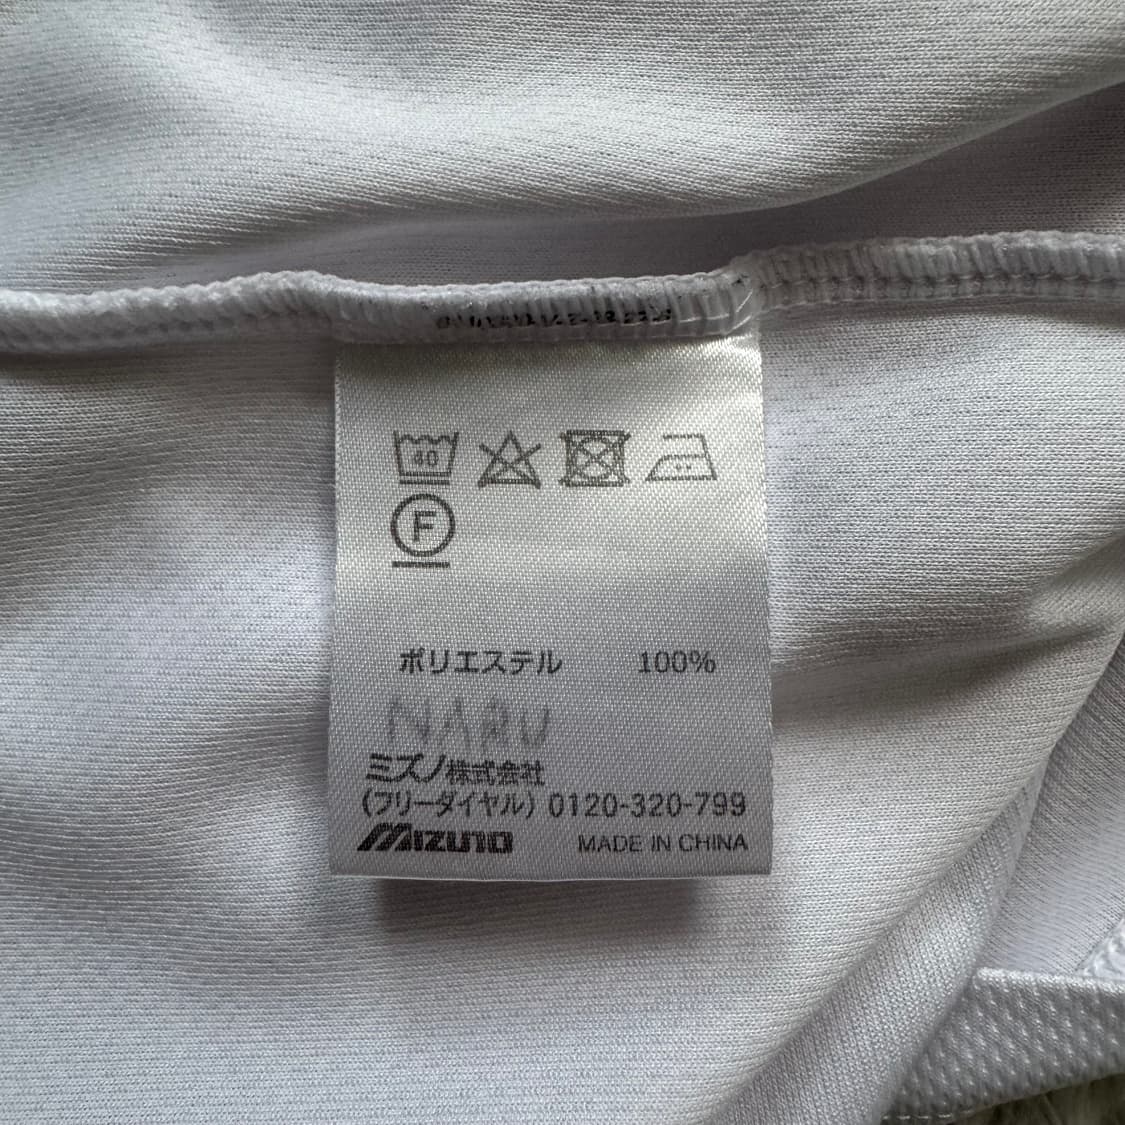 40
F
ポリエステル 100%
NARU
ミズノ株式会社
(フリーダイヤル) 0120-320-799
MIZUNO MADE IN CHINA